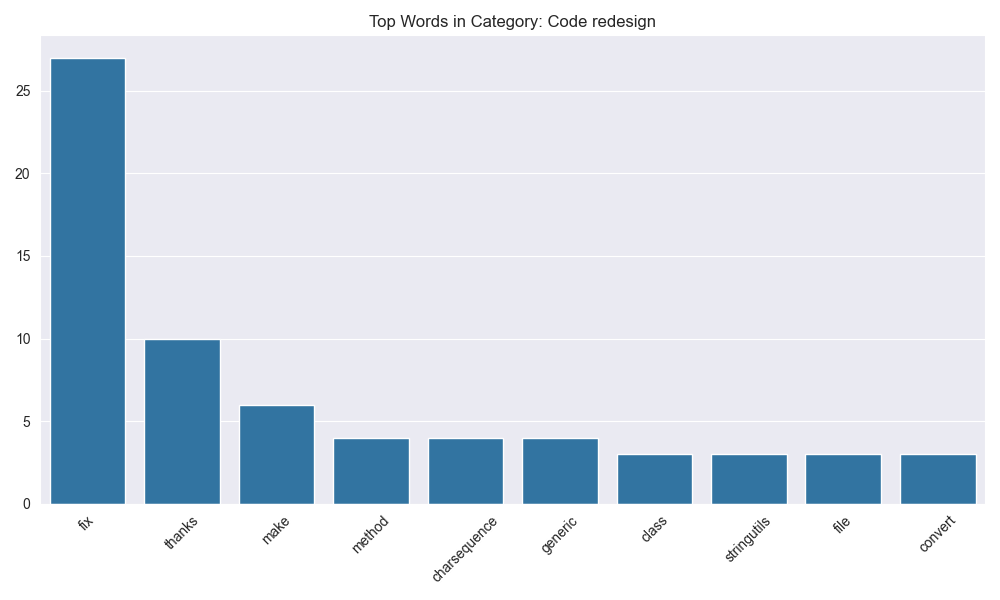 Top Words in Category: Code redesign
25
20
15
10
5
0
fix
thanks
make
method
charsequence
generic
class
stringutils
file
convert